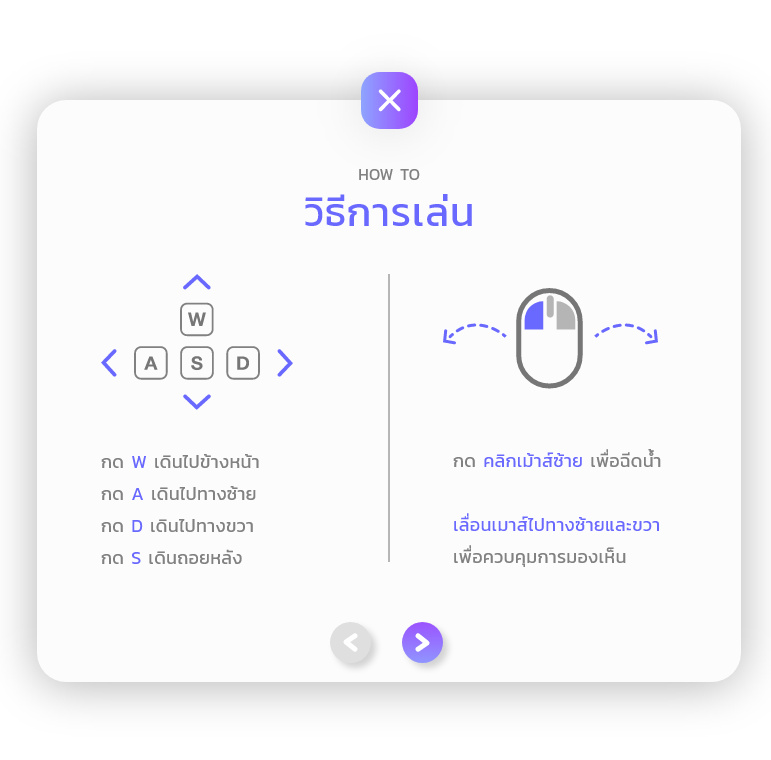 HOW TO
วิธีการเล่น
W
A S D
กด W เดินไปข้างหน้า
กด A เดินไปทางซ้าย
กด D เดินไปทางขวา
กด S เดินถอยหลัง
กด คลิกเม้าส์ซ้าย เพื่อฉีดน้ำ
เลื่อนเมาส์ไปทางซ้ายและขวา
เพื่อควบคุมการมองเห็น